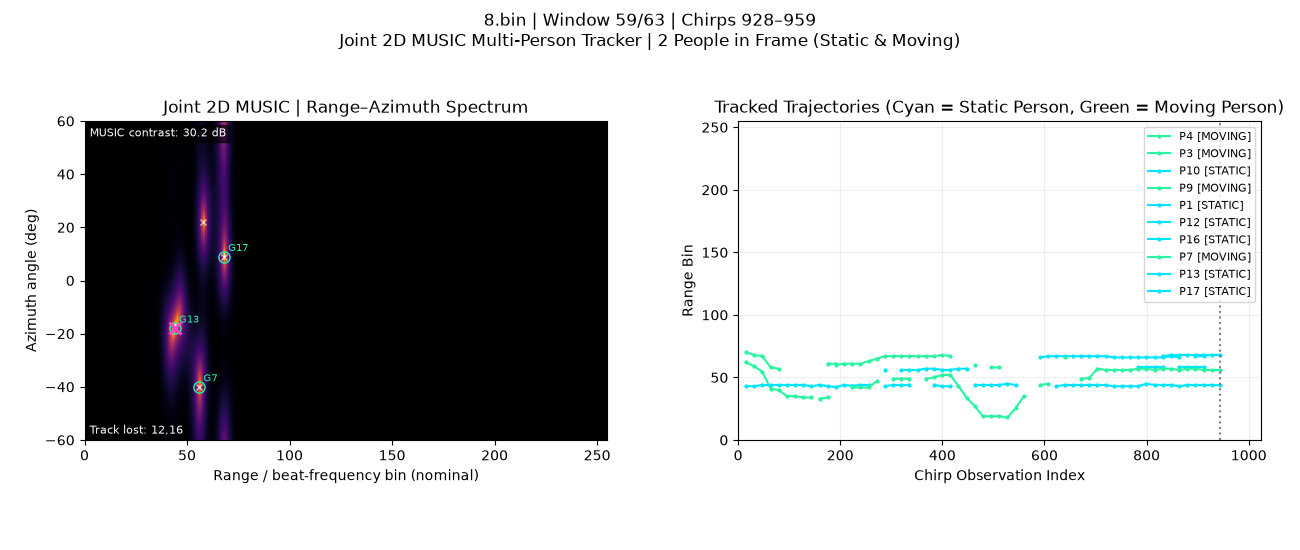 8.bin | Window 59/63 | Chirps 928–959
Joint 2D MUSIC Multi-Person Tracker | 2 People in Frame (Static & Moving)
Joint 2D MUSIC | Range–Azimuth Spectrum
MUSIC contrast: 30.2 dB
G17
G13
G7
Track lost: 12,16
60
40
20
0
−20
−40
−60
Azimuth angle (deg)
0
50
100
150
200
250
Range / beat-frequency bin (nominal)
Tracked Trajectories (Cyan = Static Person, Green = Moving Person)
P4 [MOVING]
P3 [MOVING]
P10 [STATIC]
P9 [MOVING]
P1 [STATIC]
P12 [STATIC]
P16 [STATIC]
P7 [MOVING]
P13 [STATIC]
P17 [STATIC]
250
200
150
100
50
0
Range Bin
0
200
400
600
800
1000
Chirp Observation Index